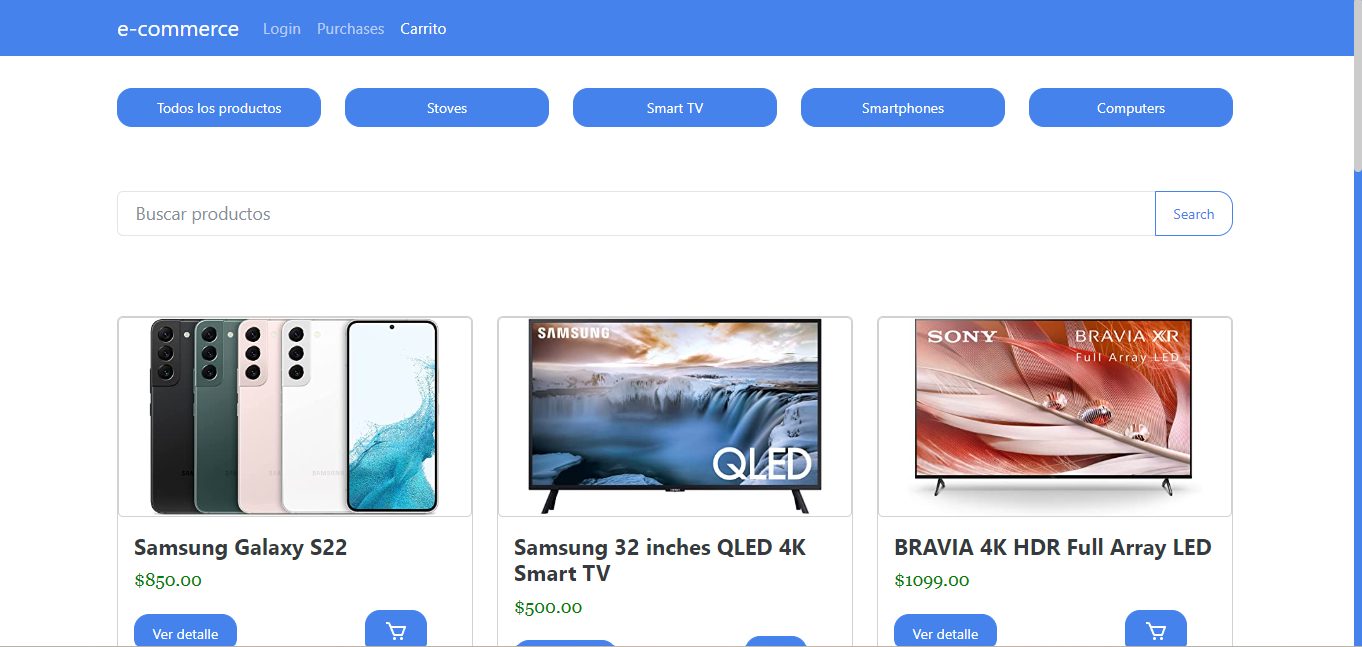 e-commerce Login Purchases Carrito
Todos los productos Stoves Smart TV Smartphones Computers
Buscar productos Search
SAMSUNG
QLED
SONY BRAVIA XR
Full Array LED
Samsung Galaxy S22
$850.00
Ver detalle
Samsung 32 inches QLED 4K
Smart TV
$500.00
BRAVIA 4K HDR Full Array LED
$1099.00
Ver detalle